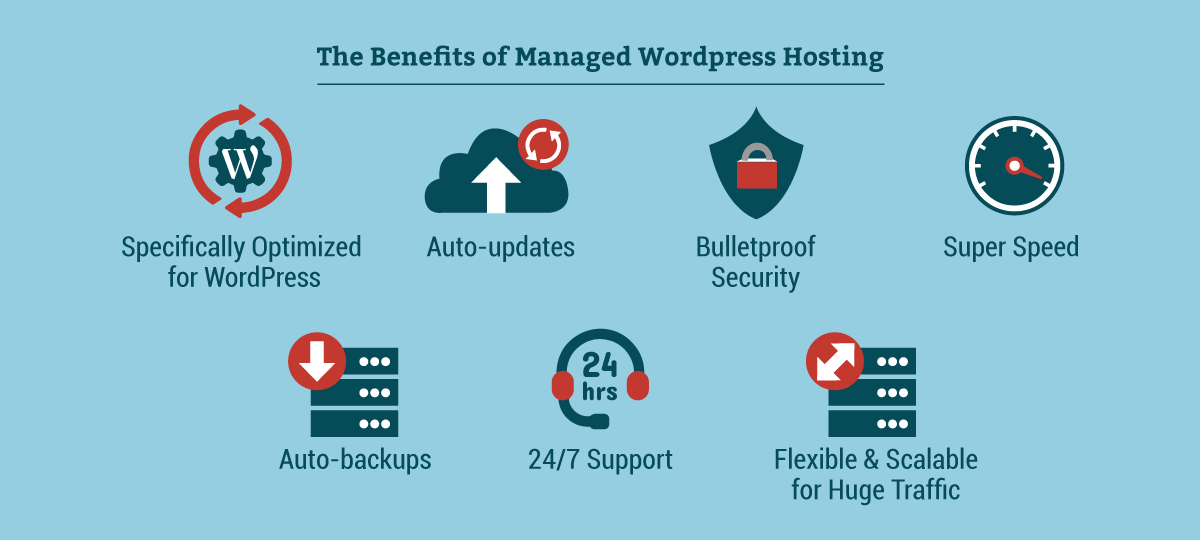 The Benefits of Managed Wordpress Hosting
W
Specifically Optimized
for WordPress
Auto-updates
Bulletproof
Security
Super Speed
Auto-backups
24
hrs
24/7 Support
Flexible & Scalable
for Huge Traffic